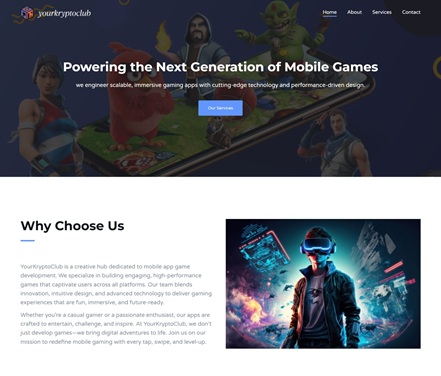 yourkryptoclub
Home About Services Contact
Powering the Next Generation of Mobile Games
we engineer scalable, immersive gaming apps with cutting-edge technology and performance-driven design.
Our Services
Why Choose Us
YourKryptoClub is a creative hub dedicated to mobile app game
development. We specialize in building engaging, high-performance
games that captivate users across all platforms. Our team blends
innovation, intuitive design, and advanced technology to deliver gaming
experiences that are fun, immersive, and future-ready.
Whether you're a casual gamer or a passionate enthusiast, our apps are
crafted to entertain, challenge, and inspire. At YourKryptoClub, we don't
just develop games—we bring digital adventures to life. Join us on our
mission to redefine mobile gaming with every tap, swipe, and level-up.